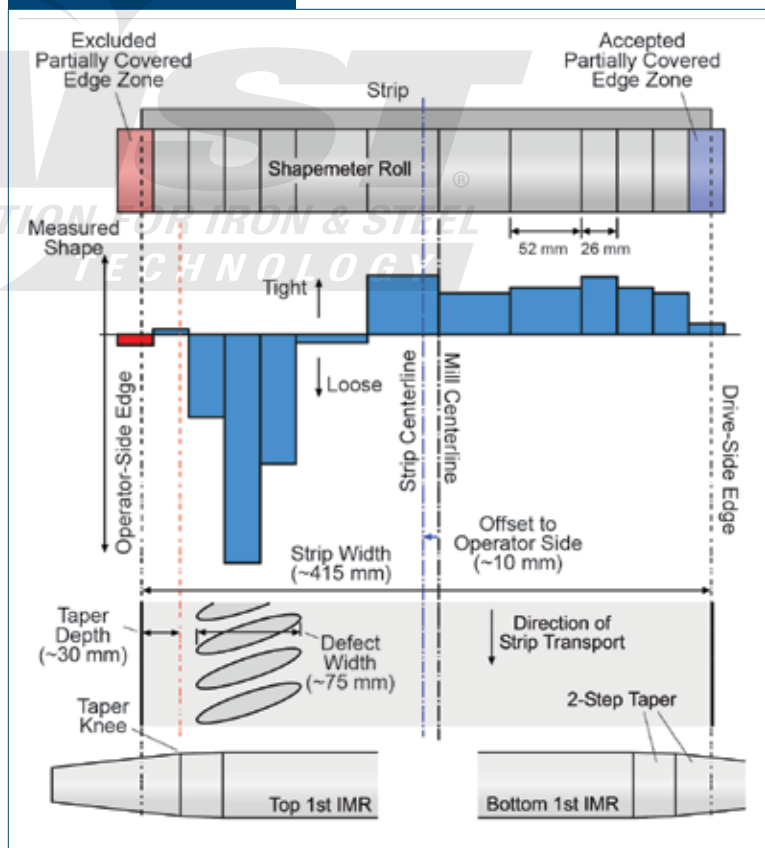 Excluded
Partially Covered
Edge Zone
Accepted
Partially Covered
Edge Zone
Strip
Shapemeter Roll
®
TION FOR IRON & STEEL
TECHNOLOGY
Measured
Shape
52 mm
26 mm
Tight
Loose
Operator-Side Edge
Strip Centerline
Mill Centerline
Drive-Side Edge
Offset to
Operator Side
(~10 mm)
Strip Width
(~415 mm)
Taper
Depth
(~30 mm)
Defect
Width
(~75 mm)
Direction of
Strip Transport
Taper
Knee
2-Step Taper
Top 1st IMR
Bottom 1st IMR